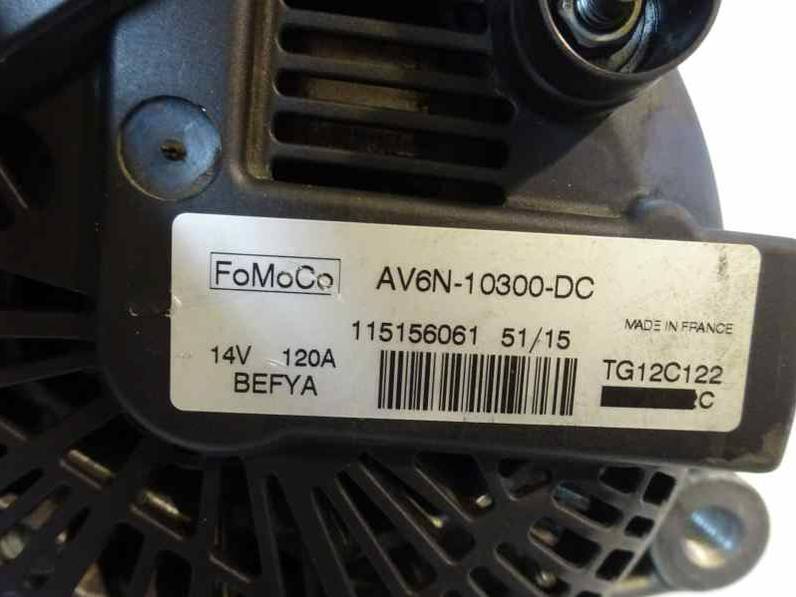 FoMoCo AV6N-10300-DC
115156061 51/15 MADE IN FRANCE
14V 120A TG12C122
BEFYA